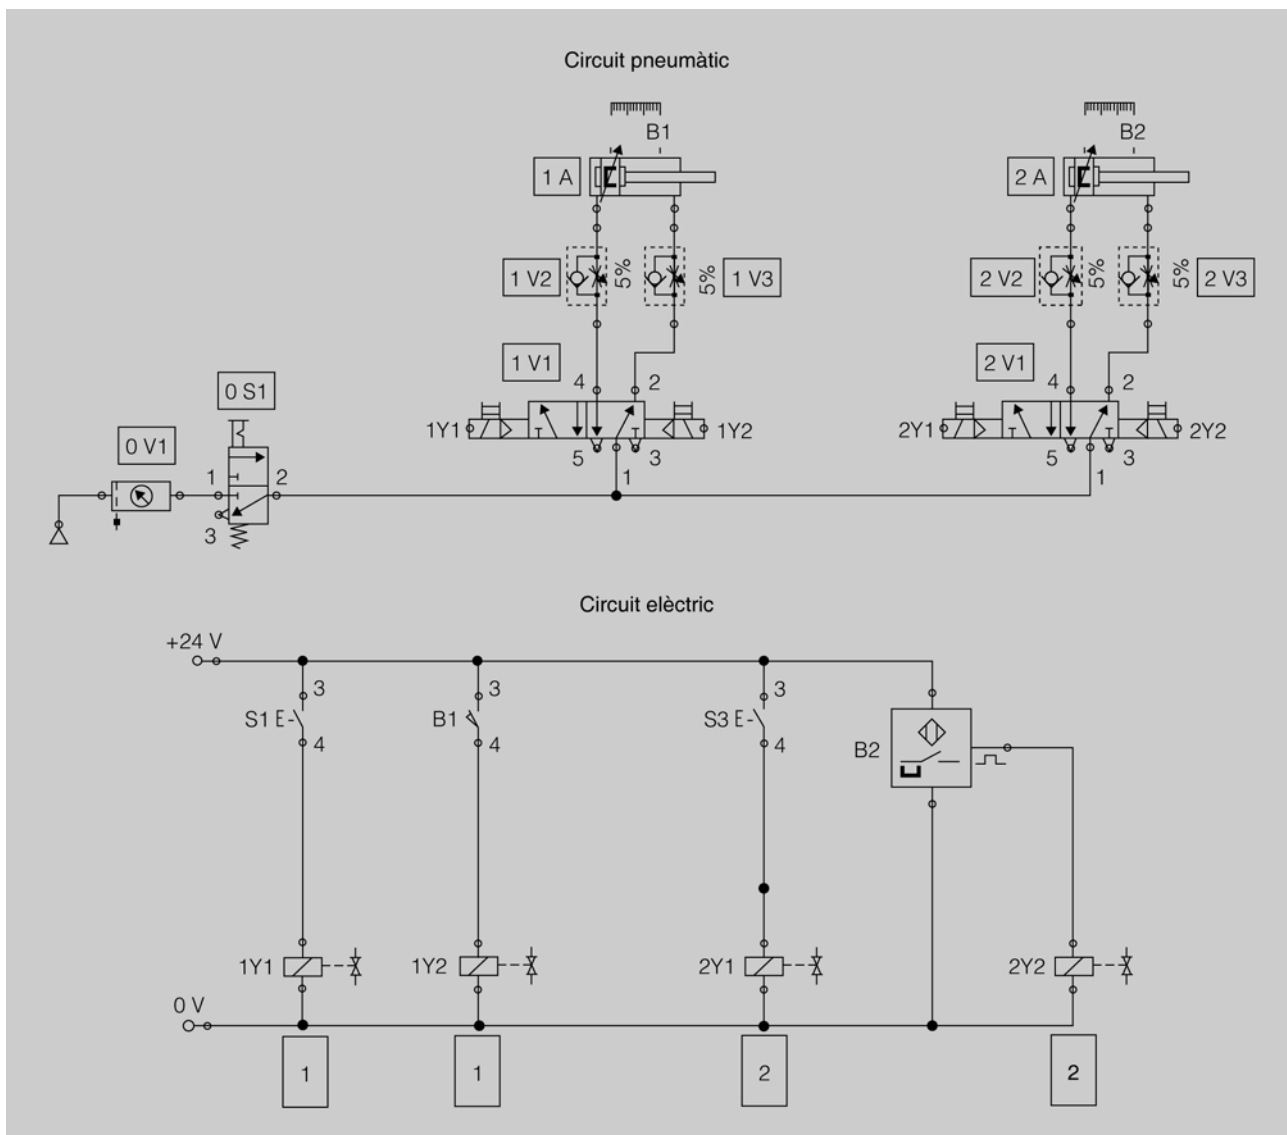 Circuit pneumàtic
B1 B2
1 A 2 A
1 V2 5% 5% 1 V3 2 V2 5% 5% 2 V3
1 V1 2 V1
4 2 4 2
0 S1
1Y1 1Y2 2Y1 2Y2
0 V1
5 3 5 3
1 2 1 1
3
Circuit elèctric
+24 V
3 3 3
S1 B1 S3
4 4 4
B2
1Y1 1Y2 2Y1 2Y2
0 V
1 1 2 2